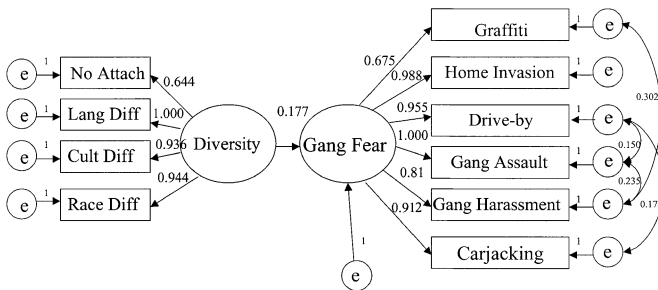 Graffiti
e
1
0.675
0.988
Home Invasion
e
1
0.302
No Attach
e
1
0.644
Lang Diff
e
1
1.000
Cult Diff
e
1
0.936
Race Diff
e
1
0.944
Diversity
0.177
Gang Fear
0.955
Drive-by
e
1
0.150
1.000
Gang Assault
e
1
0.235
0.81
Gang Harassment
e
1
0.17
0.912
Carjacking
e
1
1
e